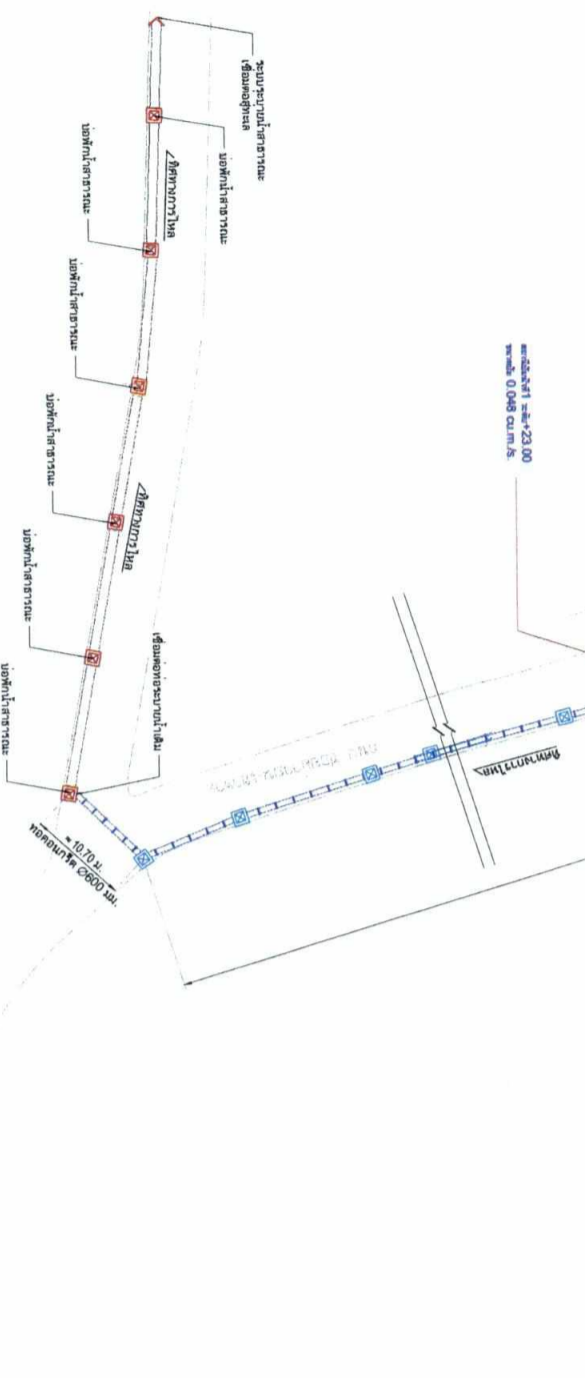 ระบบระบายน้ำสาธารณะ
เชื่อมต่อสู่ทะเล
บ่อพักน้ำสาธารณะ
ทิศทางการไหล
บ่อพักน้ำสาธารณะ
บ่อพักน้ำสาธารณะ
บ่อพักน้ำสาธารณะ
ทิศทางการไหล
บ่อพักน้ำสาธารณะ
เชื่อมต่อท่อระบายน้ำเดิม
บ่อพักน้ำสาธารณะ
≈ 10.70 ม.
ท่อคอนกรีต Ø600 มม.
+23.00
0.048 cu.m./s.
ทิศทางการไหล